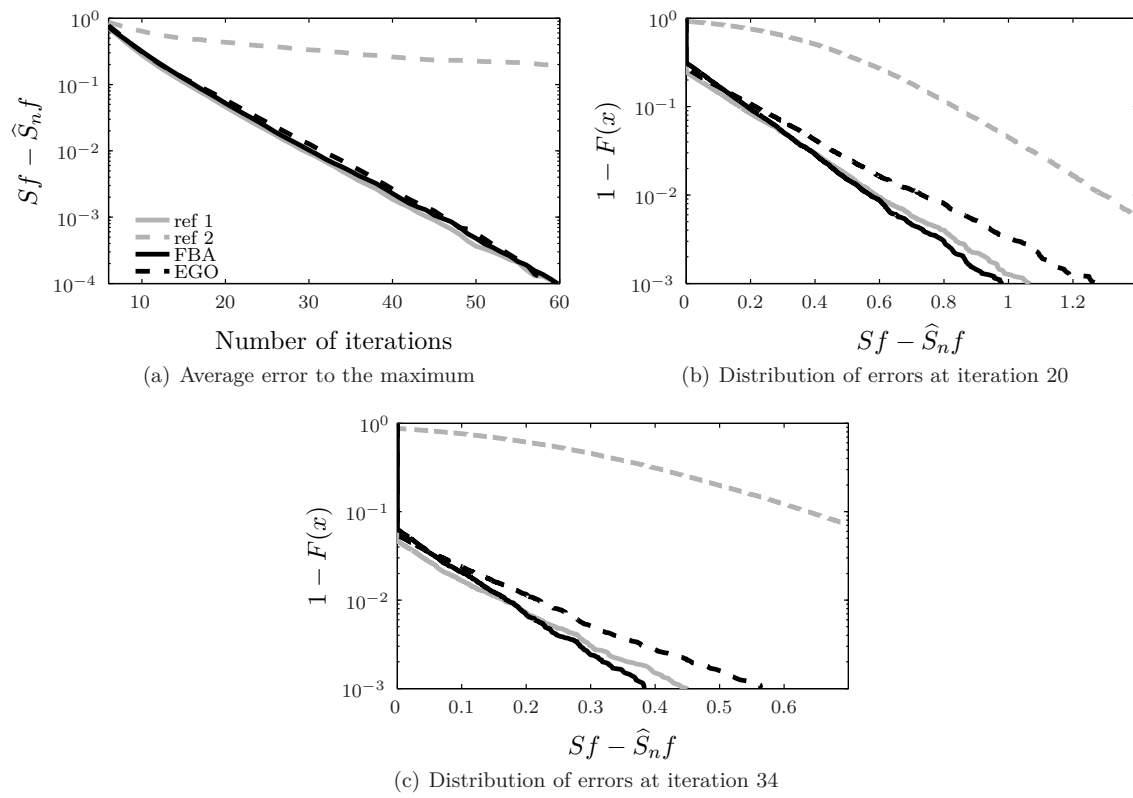 10^0
10^{-1}
10^{-2}
10^{-3}
10^{-4}
Sf − Ŝ_n f
ref 1
ref 2
FBA
EGO
10 20 30 40 50 60
Number of iterations
(a) Average error to the maximum
10^0
10^{-1}
10^{-2}
10^{-3}
1 − F(x)
0 0.2 0.4 0.6 0.8 1 1.2
Sf − Ŝ_n f
(b) Distribution of errors at iteration 20
10^0
10^{-1}
10^{-2}
10^{-3}
1 − F(x)
0 0.1 0.2 0.3 0.4 0.5 0.6
Sf − Ŝ_n f
(c) Distribution of errors at iteration 34